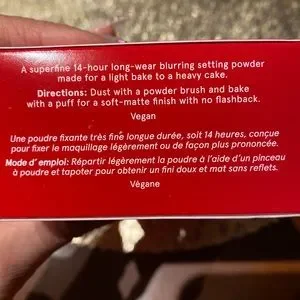 A superfine 14-hour long-wear blurring setting powder
made for a light bake to a heavy cake.
Directions: Dust with a powder brush and bake
with a puff for a soft-matte finish with no flashback.
Vegan
Une poudre fixante très fine longue durée, soit 14 heures, conçue
pour fixer le maquillage légèrement ou de façon plus prononcée.
Mode d'emploi: Répartir légèrement la poudre à l'aide d'un pinceau
à poudre et tapoter pour obtenir un fini doux et mat sans reflets.
Végane